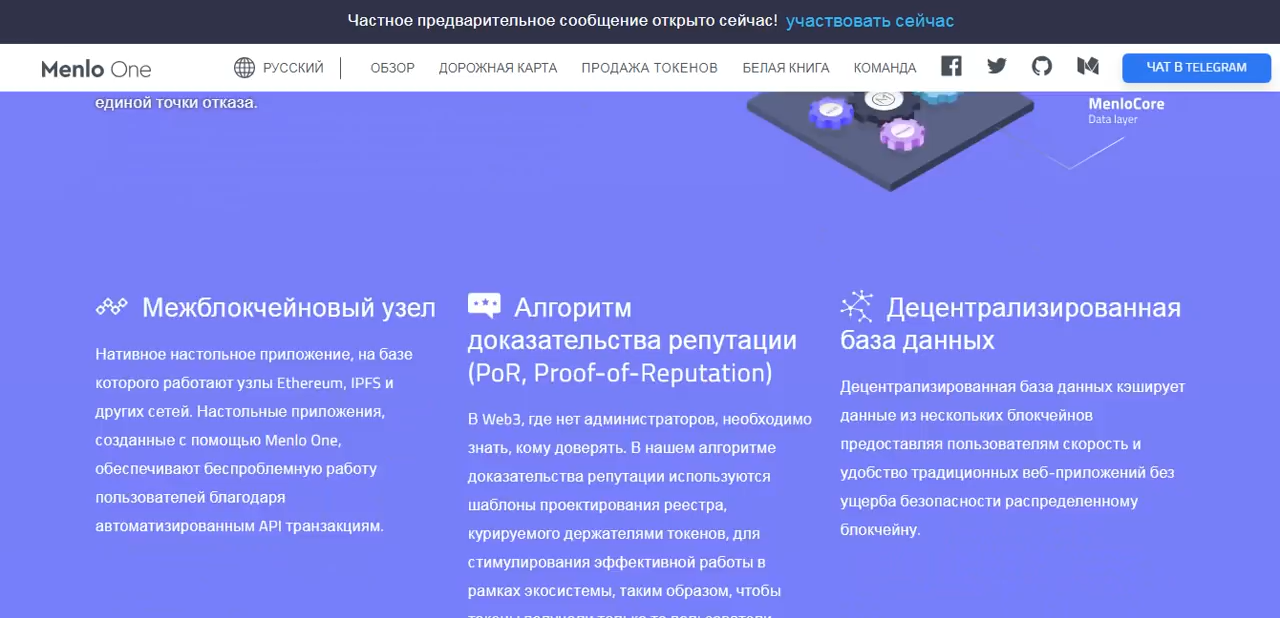 Частное предварительное сообщение открыто сейчас! участвовать сейчас
Menlo One
РУССКИЙ
ОБЗОР
ДОРОЖНАЯ КАРТА
ПРОДАЖА ТОКЕНОВ
БЕЛАЯ КНИГА
КОМАНДА
ЧАТ В TELEGRAM
единой точки отказа.
MenloCore
Data layer
Межблокчейновый узел
Нативное настольное приложение, на базе
которого работают узлы Ethereum, IPFS и
других сетей. Настольные приложения,
созданные с помощью Menlo One,
обеспечивают беспроблемную работу
пользователей благодаря
автоматизированным API транзакциям.
Алгоритм
доказательства репутации
(PoR, Proof-of-Reputation)
В Web3, где нет администраторов, необходимо
знать, кому доверять. В нашем алгоритме
доказательства репутации используются
шаблоны проектирования реестра,
курируемого держателями токенов, для
стимулирования эффективной работы в
рамках экосистемы, таким образом, чтобы
токены получали только те пользователи,
Децентрализированная
база данных
Децентрализированная база данных кэширует
данные из нескольких блокчейнов
предоставляя пользователям скорость и
удобство традиционных веб-приложений без
ущерба безопасности распределенному
блокчейну.